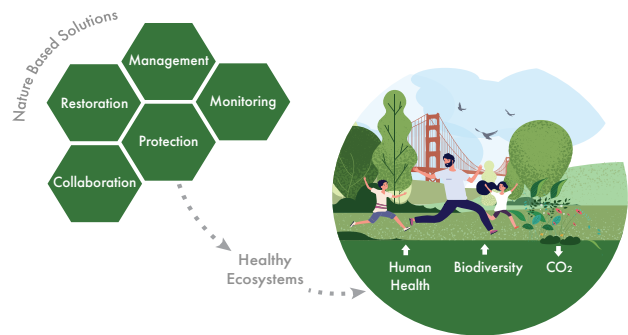 Nature Based Solutions
Management
Restoration
Monitoring
Protection
Collaboration
Healthy
Ecosystems
Human
Health
Biodiversity
CO₂